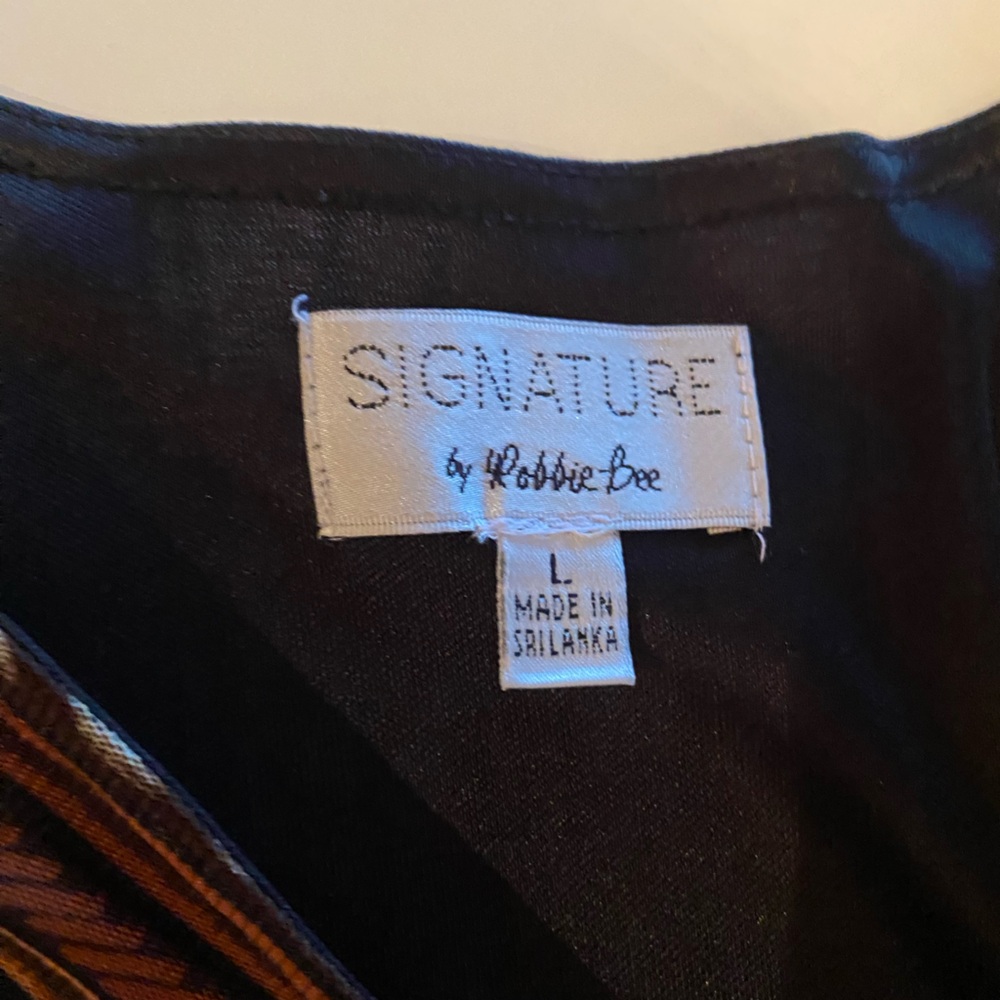 SIGNATURE
by Robbie Bee
L
MADE IN
SRILANKA